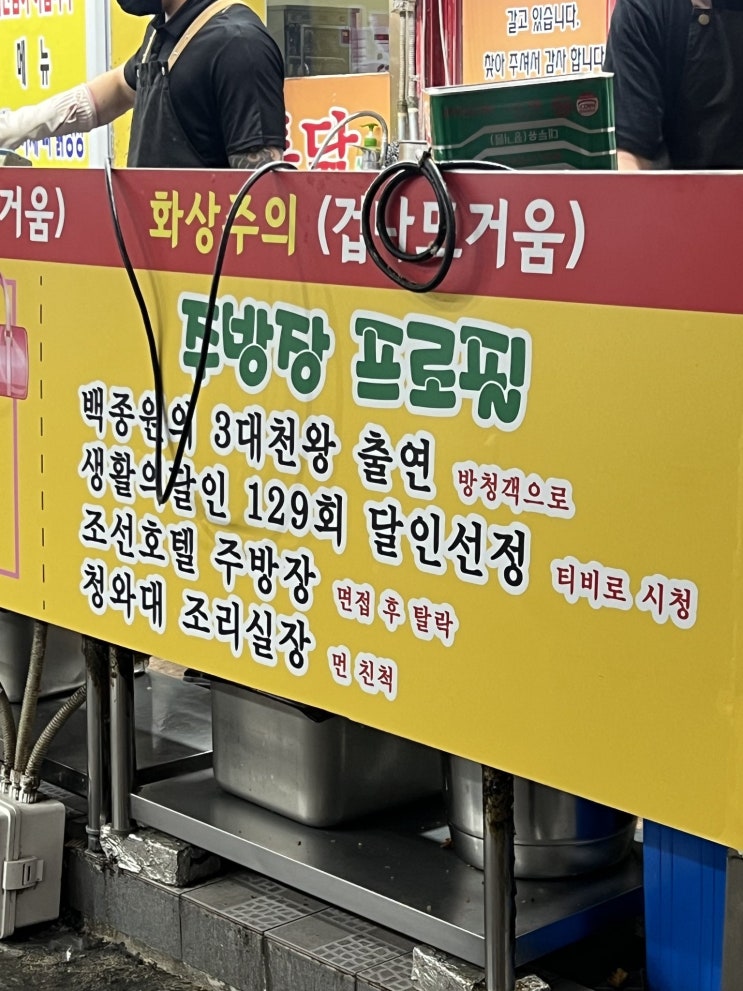 메뉴
갈고 있습니다.
찾아 주셔서 감사 합니다
통닭
거움)
화상주의 (겁나뜨거움)
주방장 프로필
백종원의 3대천왕 출연 방청객으로
생활의달인 129회 달인선정 티비로 시청
조선호텔 주방장 면접 후 탈락
청와대 조리실장 먼 친척